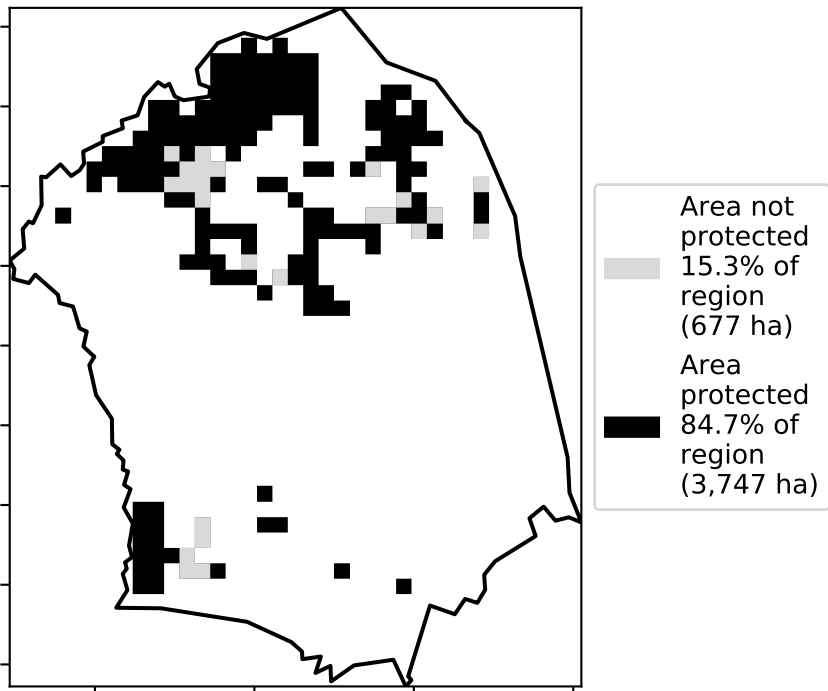 Area not
protected
15.3% of
region
(677 ha)
Area
protected
84.7% of
region
(3,747 ha)